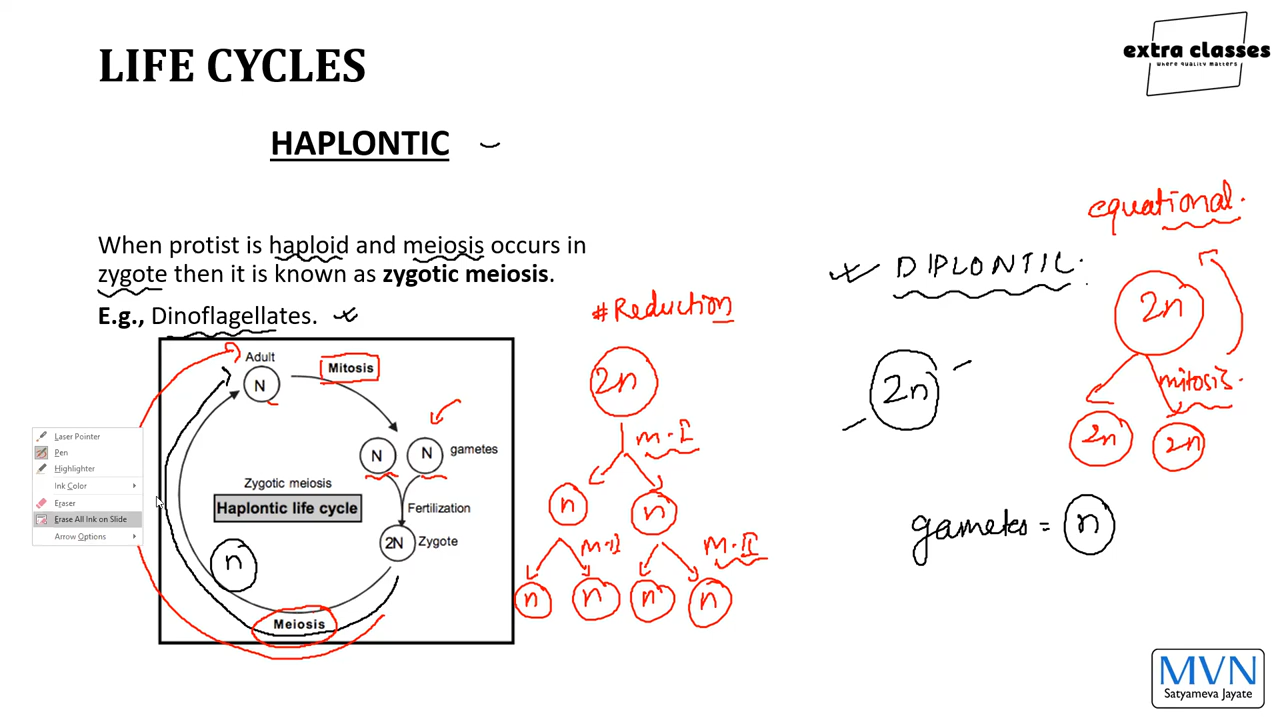 LIFE CYCLES
extra classes
where quality matters
HAPLONTIC
When protist is haploid and meiosis occurs in
zygote then it is known as zygotic meiosis.
E.g., Dinoflagellates.
Adult
N
Mitosis
N
N
gametes
Zygotic meiosis
Haplontic life cycle
Fertilization
2N
Zygote
n
Meiosis
Laser Pointer
Pen
Highlighter
Ink Color
Eraser
Erase All Ink on Slide
Arrow Options
#Reduction
2n
M.I
n
n
M.II
M.II
n
n
n
n
DIPLONTIC.
2n
gametes = n
equational.
2n
mitosis.
2n
2n
MVN
Satyameva Jayate